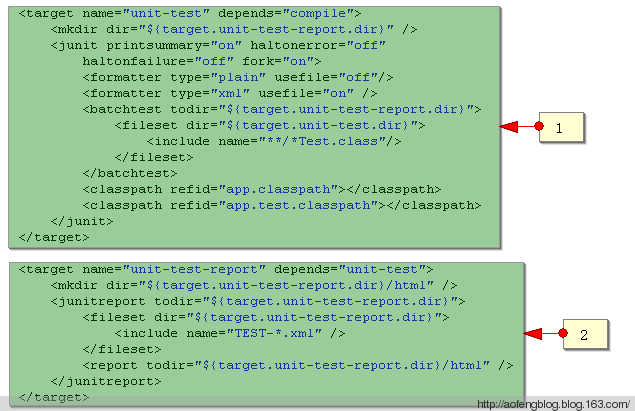 <target name="unit-test" depends="compile">
<mkdir dir="${target.unit-test-report.dir}" />
<junit printsummary="on" haltonerror="off"
haltonfailure="off" fork="on">
<formatter type="plain" usefile="off"/>
<formatter type="xml" usefile="on" />
<batchtest todir="${target.unit-test-report.dir}">
<fileset dir="${target.unit-test.dir}">
<include name="**/*Test.class"/>
</fileset>
</batchtest>
<classpath refid="app.classpath"></classpath>
<classpath refid="app.test.classpath"></classpath>
</junit>
</target>
1
<target name="unit-test-report" depends="unit-test">
<mkdir dir="${target.unit-test-report.dir}/html" />
<junitreport todir="${target.unit-test-report.dir}">
<fileset dir="${target.unit-test-report.dir}">
<include name="TEST-*.xml" />
</fileset>
<report todir="${target.unit-test-report.dir}/html" />
</junitreport>
</target>
2
http://aofengblog.blog.163.com/